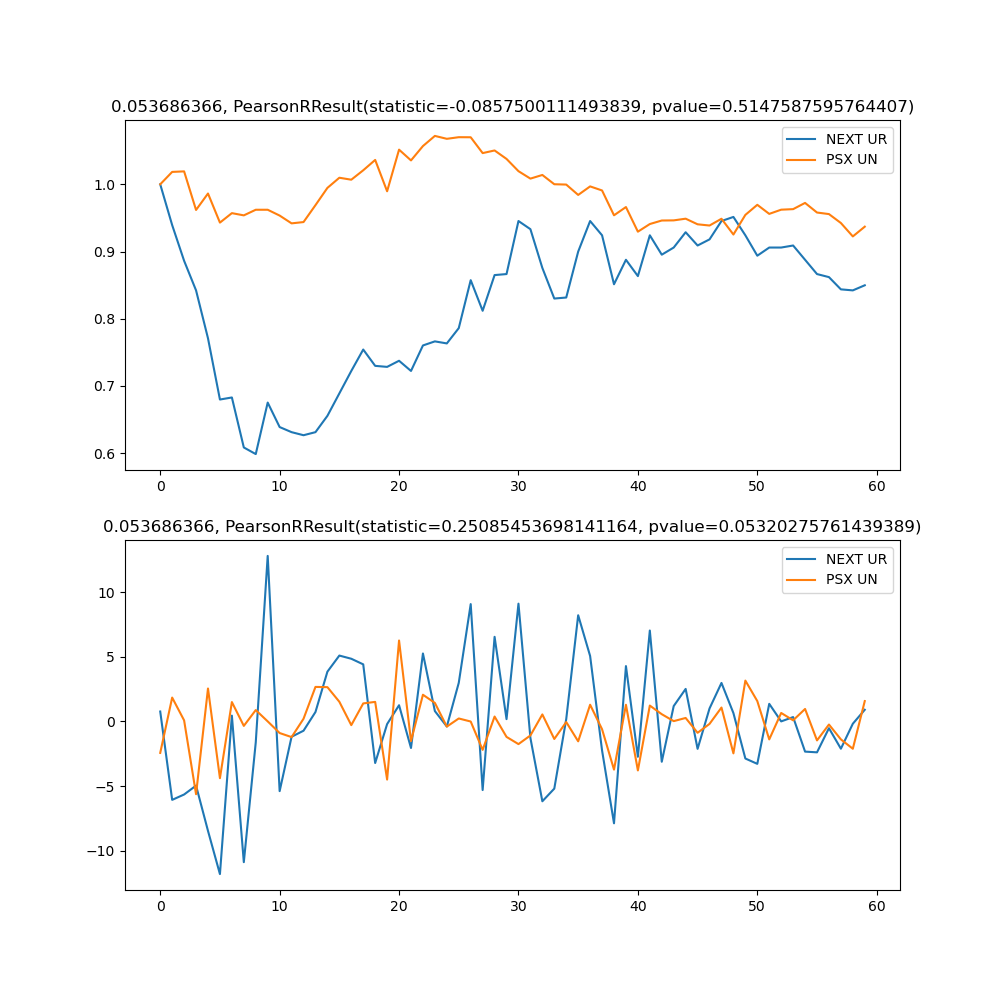 0.053686366, PearsonRResult(statistic=-0.0857500111493839, pvalue=0.5147587595764407)
NEXT UR
PSX UN
1.0
0.9
0.8
0.7
0.6
0 10 20 30 40 50 60
0.053686366, PearsonRResult(statistic=0.25085453698141164, pvalue=0.05320275761439389)
NEXT UR
PSX UN
10
5
0
−5
−10
0 10 20 30 40 50 60